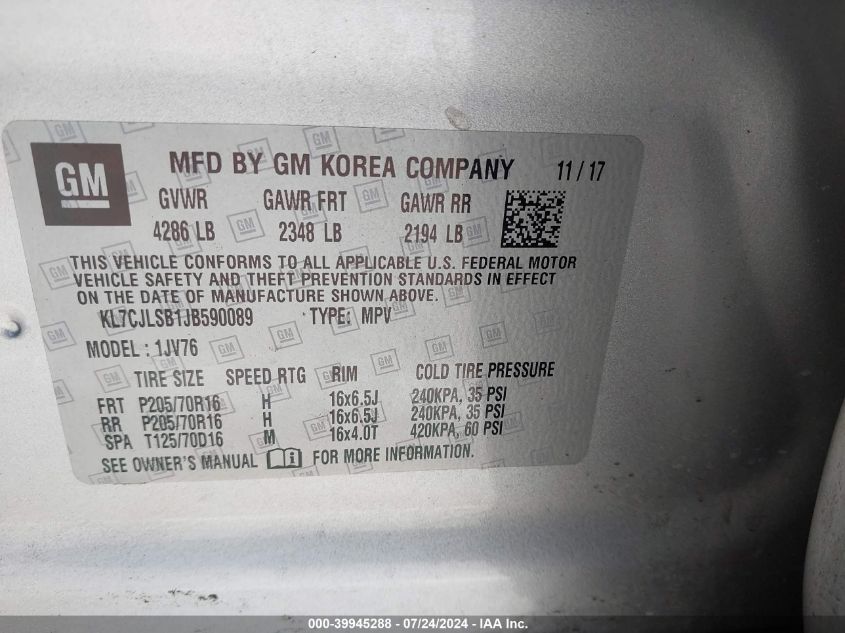 GM
MFD BY GM KOREA COMPANY 11/17
GVWR GAWR FRT GAWR RR
4286 LB 2348 LB 2194 LB
THIS VEHICLE CONFORMS TO ALL APPLICABLE U.S. FEDERAL MOTOR
VEHICLE SAFETY AND THEFT PREVENTION STANDARDS IN EFFECT
ON THE DATE OF MANUFACTURE SHOWN ABOVE.
KL7CJLSB1JB590089 TYPE: MPV
MODEL : 1JV76
TIRE SIZE SPEED RTG RIM COLD TIRE PRESSURE
FRT P205/70R16 H 16x6.5J 240KPA, 35 PSI
RR P205/70R16 H 16x6.5J 240KPA, 35 PSI
SPA T125/70D16 M 16x4.0T 420KPA, 60 PSI
SEE OWNER'S MANUAL FOR MORE INFORMATION.
000-39945288 - 07/24/2024 - IAA Inc.